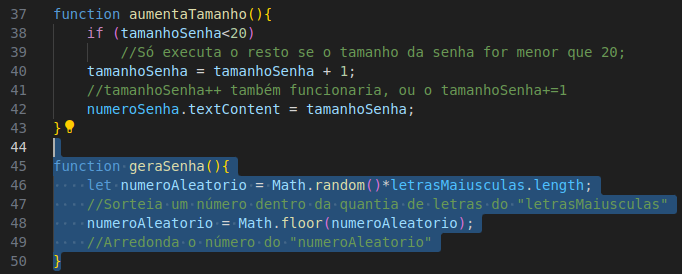 37 function aumentaTamanho(){
38     if (tamanhoSenha<20)
39         //Só executa o resto se o tamanho da senha for menor que 20;
40     tamanhoSenha = tamanhoSenha + 1;
41     //tamanhoSenha++ também funcionaria, ou o tamanhoSenha+=1
42     numeroSenha.textContent = tamanhoSenha;
43 }
44
45 function geraSenha(){
46     let numeroAleatorio = Math.random()*letrasMaiusculas.length;
47     //Sorteia um número dentro da quantia de letras do "letrasMaiusculas"
48     numeroAleatorio = Math.floor(numeroAleatorio);
49     //Arredonda o número do "numeroAleatorio"
50 }